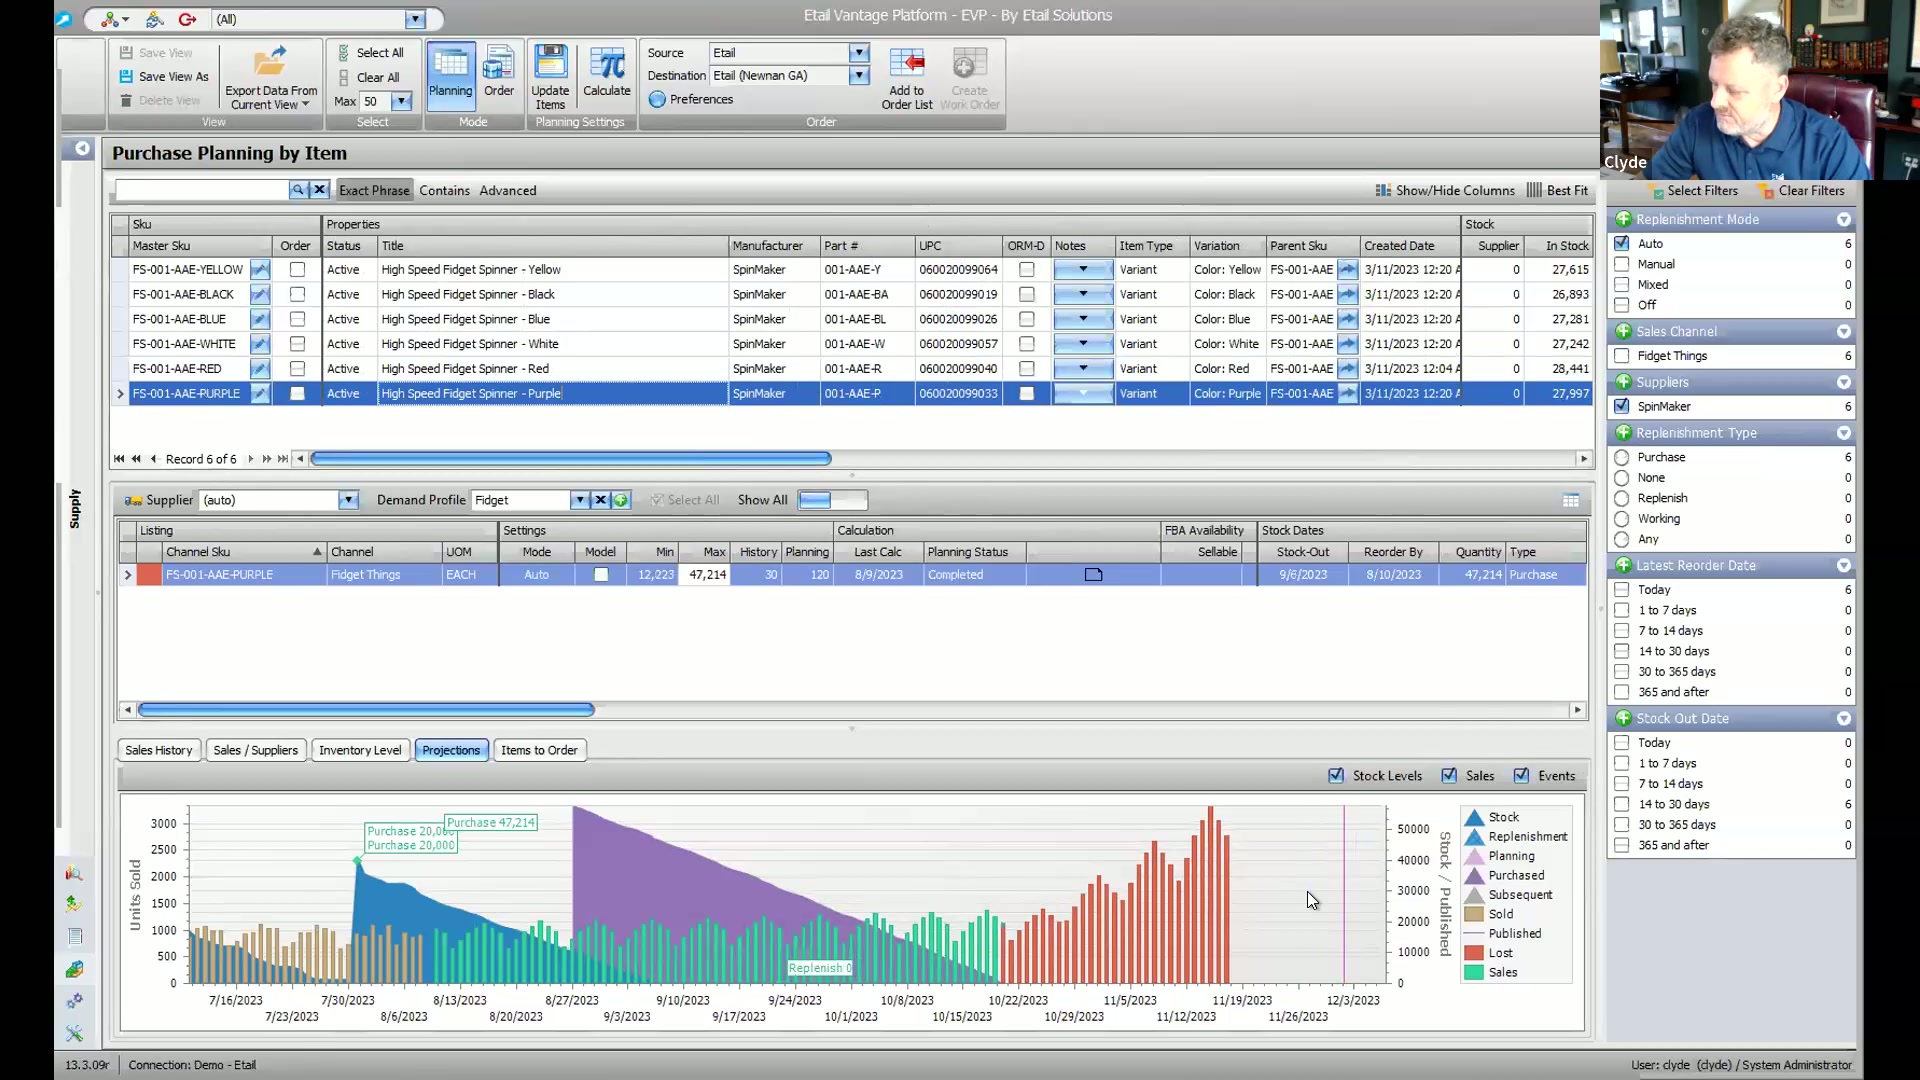 (All)
Etail Vantage Platform - EVP - By Etail Solutions
Save View
Save View As
Delete View
Export Data From
Current View
View
Select All
Clear All
Max 50
Select
Planning
Order
Mode
Update
Items
Calculate
Planning Settings
Source Etail
Destination Etail (Newnan GA)
Preferences
Add to
Order List
Create
Work Order
Order
Clyde
Supply
Purchase Planning by Item
Exact Phrase Contains Advanced
Show/Hide Columns Best Fit
Sku Properties Stock
Master Sku Order Status Title Manufacturer Part # UPC ORM-D Notes Item Type Variation Parent Sku Created Date Supplier In Stock
FS-001-AAE-YELLOW Active High Speed Fidget Spinner - Yellow SpinMaker 001-AAE-Y 060020099064 Variant Color: Yellow FS-001-AAE 3/11/2023 12:20 A 0 27,615
FS-001-AAE-BLACK Active High Speed Fidget Spinner - Black SpinMaker 001-AAE-BA 060020099019 Variant Color: Black FS-001-AAE 3/11/2023 12:20 A 0 26,893
FS-001-AAE-BLUE Active High Speed Fidget Spinner - Blue SpinMaker 001-AAE-BL 060020099026 Variant Color: Blue FS-001-AAE 3/11/2023 12:20 A 0 27,281
FS-001-AAE-WHITE Active High Speed Fidget Spinner - White SpinMaker 001-AAE-W 060020099057 Variant Color: White FS-001-AAE 3/11/2023 12:20 A 0 27,242
FS-001-AAE-RED Active High Speed Fidget Spinner - Red SpinMaker 001-AAE-R 060020099040 Variant Color: Red FS-001-AAE 3/11/2023 12:04 A 0 28,441
FS-001-AAE-PURPLE Active High Speed Fidget Spinner - Purple SpinMaker 001-AAE-P 060020099033 Variant Color: Purple FS-001-AAE 3/11/2023 12:20 A 0 27,997
Record 6 of 6
Supplier (auto) Demand Profile Fidget Select All Show All
Listing Settings Calculation FBA Availability Stock Dates
Channel Sku Channel UOM Mode Model Min Max History Planning Last Calc Planning Status Sellable Stock-Out Reorder By Quantity Type
FS-001-AAE-PURPLE Fidget Things EACH Auto 12,223 47,214 30 120 8/9/2023 Completed 9/6/2023 8/10/2023 47,214 Purchase
Sales History Sales / Suppliers Inventory Level Projections Items to Order
Stock Levels Sales Events
Units Sold
3000
2500
2000
1500
1000
500
0
Purchase 20,00
Purchase 20,000
Purchase 47,214
Replenish 0
50000
40000
30000
20000
10000
0
Stock / Published
7/16/2023 7/30/2023 8/13/2023 8/27/2023 9/10/2023 9/24/2023 10/8/2023 10/22/2023 11/5/2023 11/19/2023 12/3/2023
7/23/2023 8/6/2023 8/20/2023 9/3/2023 9/17/2023 10/1/2023 10/15/2023 10/29/2023 11/12/2023 11/26/2023
Stock
Replenishment
Planning
Purchased
Subsequent
Sold
Published
Lost
Sales
Select Filters Clear Filters
Replenishment Mode
Auto 6
Manual 0
Mixed 0
Off 0
Sales Channel
Fidget Things 6
Suppliers
SpinMaker 6
Replenishment Type
Purchase
None
Replenish
Working
Any
Latest Reorder Date
Today 6
1 to 7 days 0
7 to 14 days 0
14 to 30 days 0
30 to 365 days 0
365 and after 0
Stock Out Date
Today 0
1 to 7 days 0
7 to 14 days 0
14 to 30 days 6
30 to 365 days 0
365 and after 0
13.3.09r Connection: Demo - Etail
User: clyde (clyde) / System Administrator